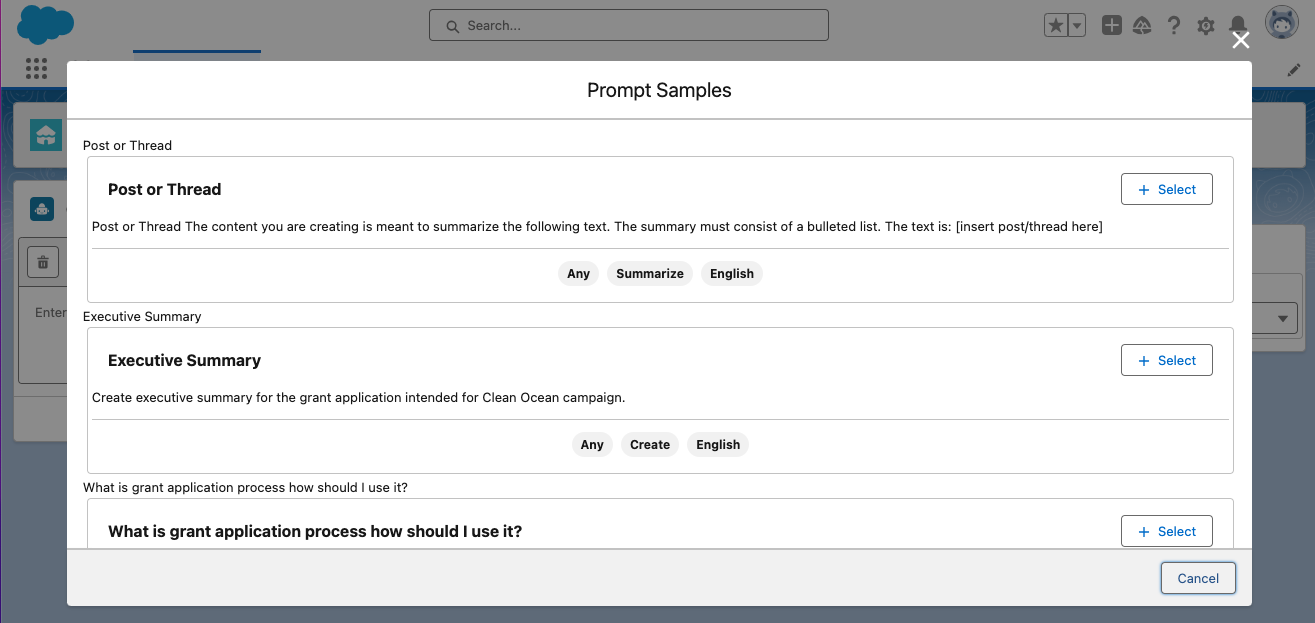 Search...
Prompt Samples
Post or Thread
Post or Thread
Select
Post or Thread The content you are creating is meant to summarize the following text. The summary must consist of a bulleted list. The text is: [insert post/thread here]
Any Summarize English
Executive Summary
Executive Summary
Select
Create executive summary for the grant application intended for Clean Ocean campaign.
Any Create English
What is grant application process how should I use it?
What is grant application process how should I use it?
Select
Enter
Cancel